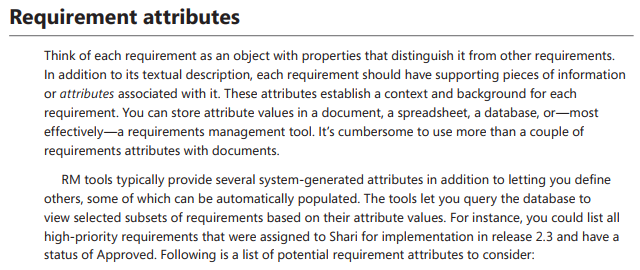 Requirement attributes
Think of each requirement as an object with properties that distinguish it from other requirements.
In addition to its textual description, each requirement should have supporting pieces of information
or attributes associated with it. These attributes establish a context and background for each
requirement. You can store attribute values in a document, a spreadsheet, a database, or—most
effectively—a requirements management tool. It's cumbersome to use more than a couple of
requirements attributes with documents.
RM tools typically provide several system-generated attributes in addition to letting you define
others, some of which can be automatically populated. The tools let you query the database to
view selected subsets of requirements based on their attribute values. For instance, you could list all
high-priority requirements that were assigned to Shari for implementation in release 2.3 and have a
status of Approved. Following is a list of potential requirement attributes to consider: